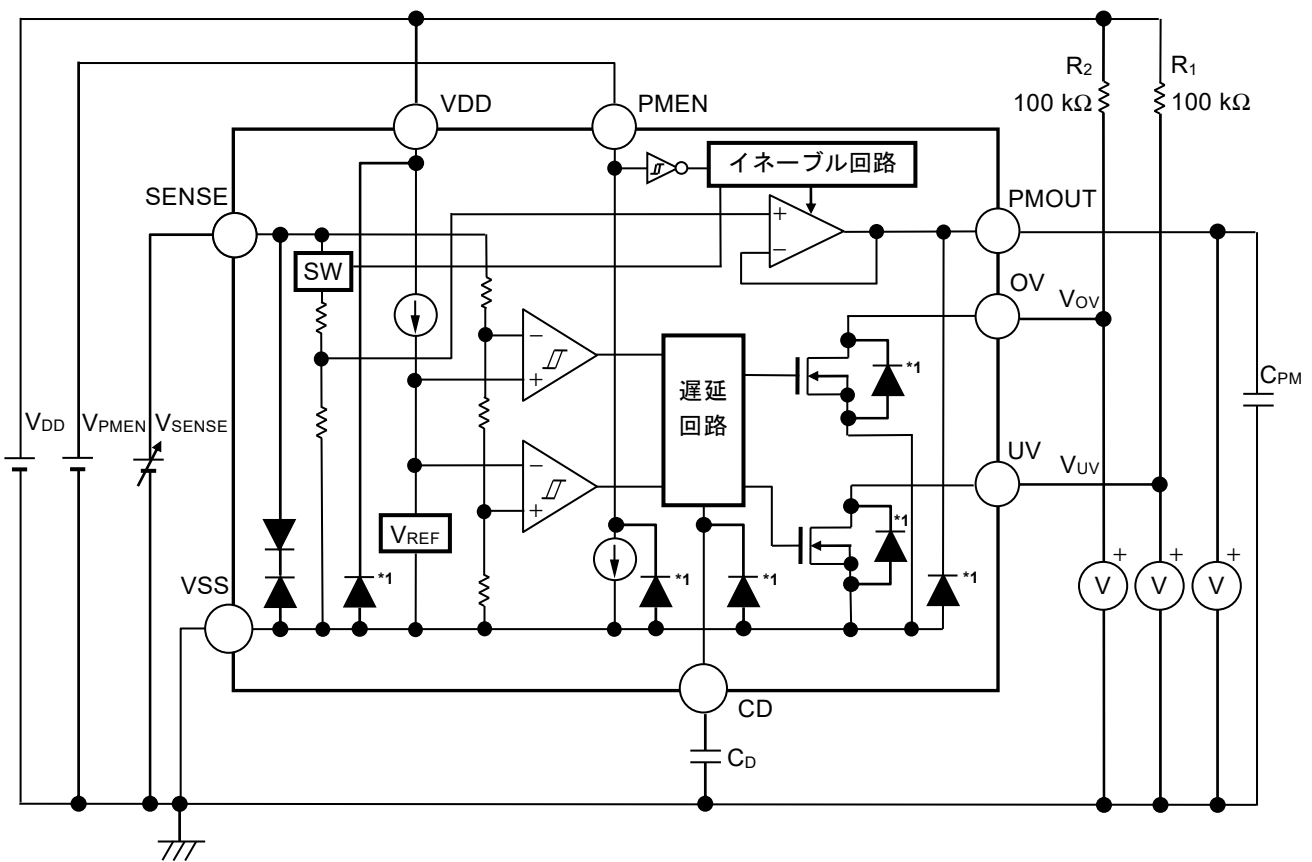 R2
100 kΩ
R1
100 kΩ
VDD
PMEN
イネーブル回路
SENSE
PMOUT
+
−
SW
OV
VOV
−
+
*1
遅延
回路
CPM
VDD
VPMEN
VSENSE
UV
VUV
−
+
*1
VREF
VSS
*1
*1
*1
*1
+
+
+
V
V
V
CD
CD